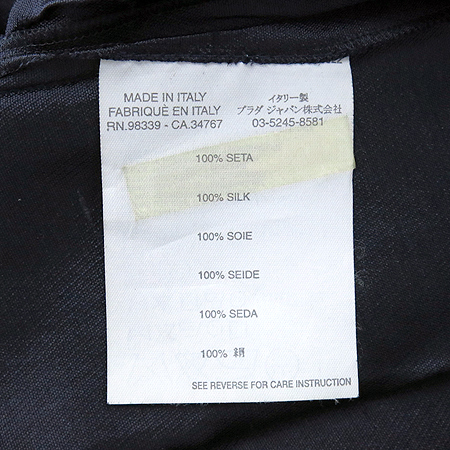 MADE IN ITALY
FABRIQUÈ EN ITALY
RN.98339 - CA.34767
イタリー製
プラダ ジャパン株式会社
03-5245-8581
100% SETA
100% SILK
100% SOIE
100% SEIDE
100% SEDA
100% 絹
SEE REVERSE FOR CARE INSTRUCTION